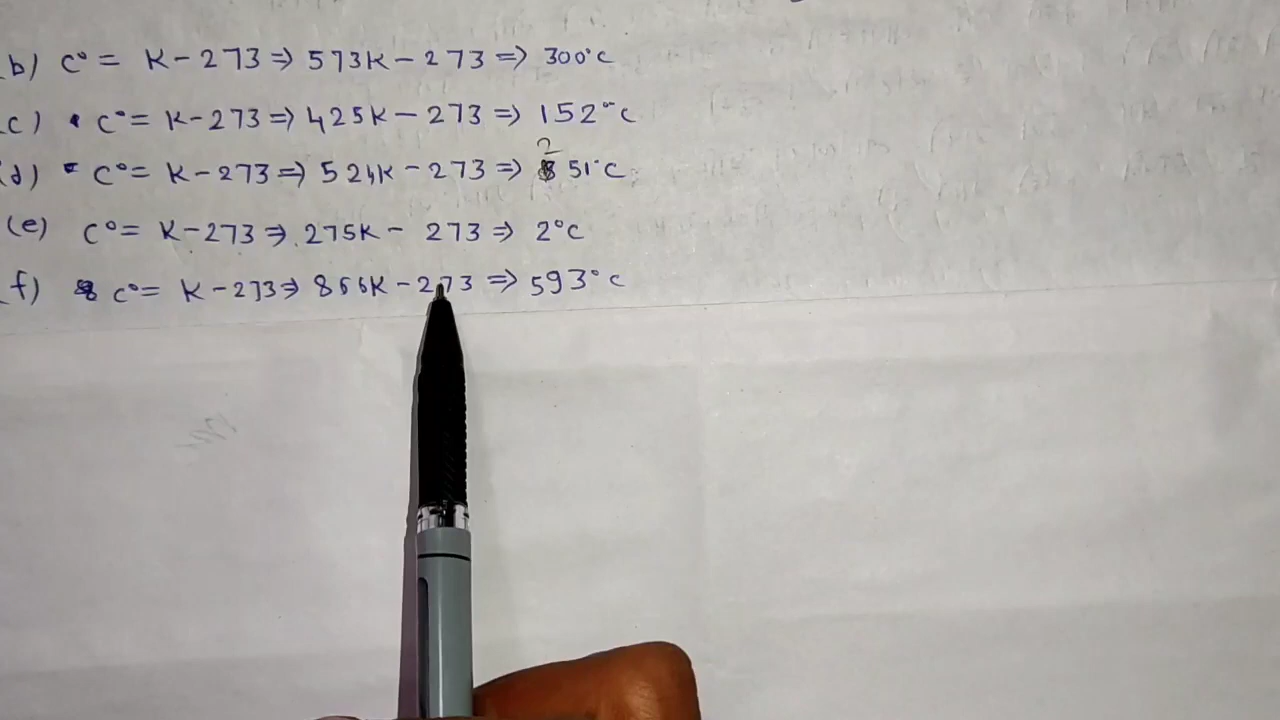 (b) C° = K - 273 ⇒ 573K - 273 ⇒ 300°C
(c) C° = K - 273 ⇒ 425K - 273 ⇒ 152°C
(d) C° = K - 273 ⇒ 524K - 273 ⇒ 251°C
(e) C° = K - 273 ⇒ 275K - 273 ⇒ 2°C
(f) C° = K - 273 ⇒ 866K - 273 ⇒ 593°C